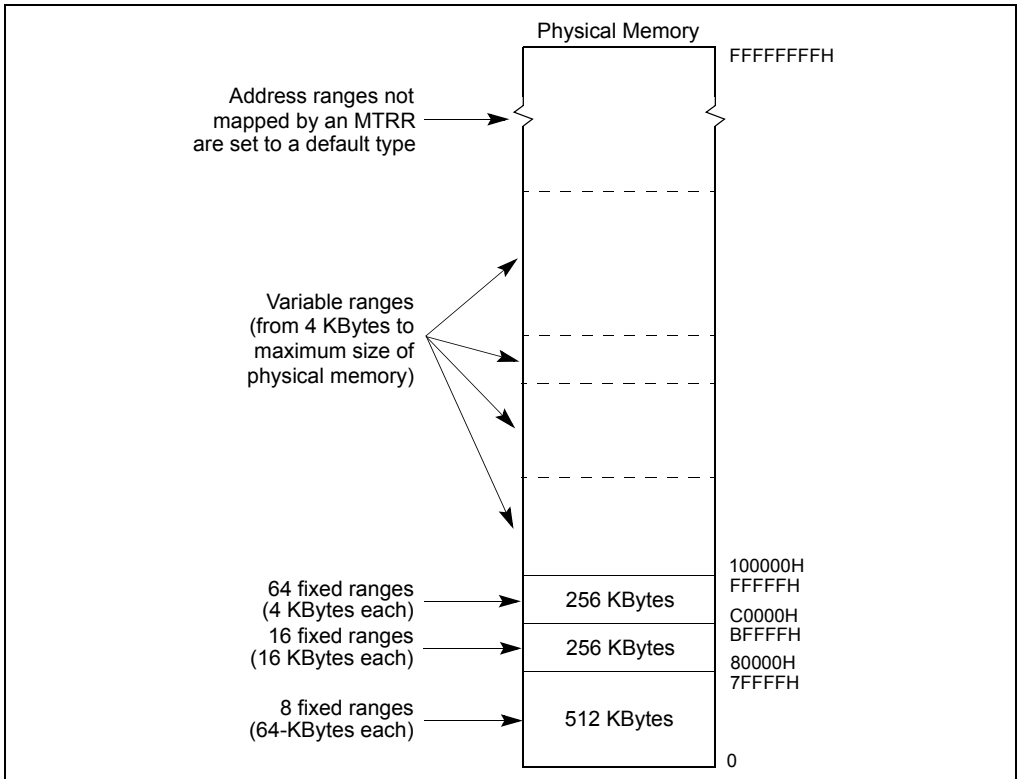 Physical Memory
FFFFFFFFH
Address ranges not
mapped by an MTRR
are set to a default type
Variable ranges
(from 4 KBytes to
maximum size of
physical memory)
100000H
FFFFFH
64 fixed ranges
(4 KBytes each)
256 KBytes
C0000H
BFFFFH
16 fixed ranges
(16 KBytes each)
256 KBytes
80000H
7FFFFH
8 fixed ranges
(64-KBytes each)
512 KBytes
0